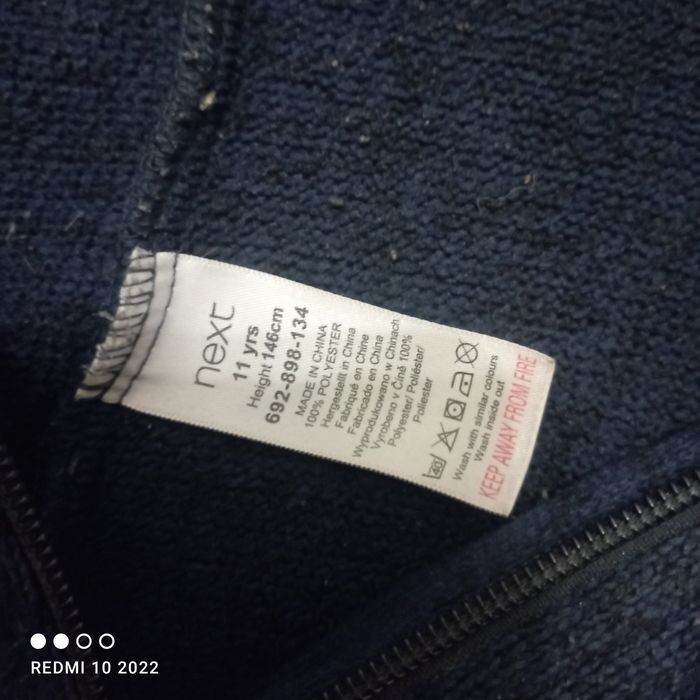 next
11 yrs
Height 146cm
692-898-134
MADE IN CHINA
100% POLYESTER
Hergestellt in China
Fabriqué en Chine
Fabricado en China
Wyprodukowano w Chinach
Vyrobeno v Číně 100%
Polyester/ Poliéster/
Poliester
40
Wash with similar colours
Wash inside out
KEEP AWAY FROM FIRE
REDMI 10 2022